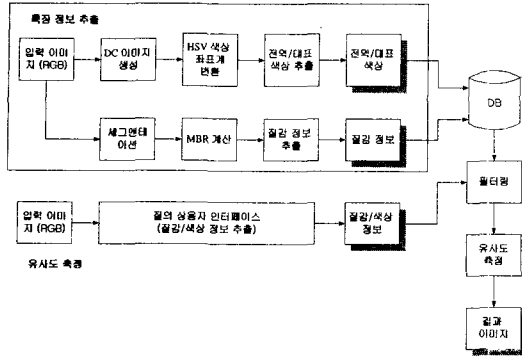 특징 정보 추출
입력 이미
지 (RGB)
DC 이미지
생성
HSV 색상
좌표계
변환
전역/대표
색상 추출
전역/대표
색상
DB
세그멘테
이션
MBR 계산
질감 정보
추출
질감 정보
필터링
입력 이미
지 (RGB)
질의 사용자 인터페이스
(질감/색상 정보 추출)
질감/색상
정보
유사도 측정
유사도
측정
결과
이미지